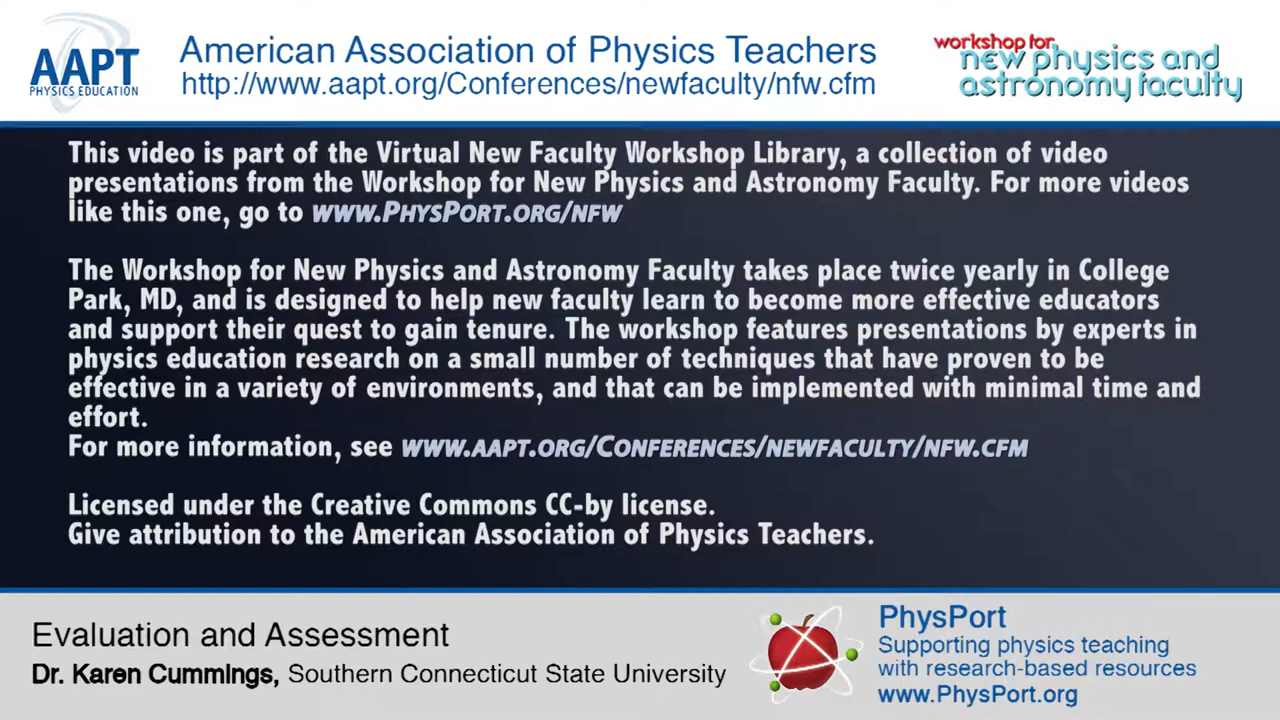 AAPT
PHYSICS EDUCATION
American Association of Physics Teachers
http://www.aapt.org/Conferences/newfaculty/nfw.cfm
workshop for
new physics and
astronomy faculty
This video is part of the Virtual New Faculty Workshop Library, a collection of video
presentations from the Workshop for New Physics and Astronomy Faculty. For more videos
like this one, go to www.PhysPort.org/nfw
The Workshop for New Physics and Astronomy Faculty takes place twice yearly in College
Park, MD, and is designed to help new faculty learn to become more effective educators
and support their quest to gain tenure. The workshop features presentations by experts in
physics education research on a small number of techniques that have proven to be
effective in a variety of environments, and that can be implemented with minimal time and
effort.
For more information, see www.aapt.org/Conferences/newfaculty/nfw.cfm
Licensed under the Creative Commons CC-by license.
Give attribution to the American Association of Physics Teachers.
Evaluation and Assessment
Dr. Karen Cummings, Southern Connecticut State University
PhysPort
Supporting physics teaching
with research-based resources
www.PhysPort.org